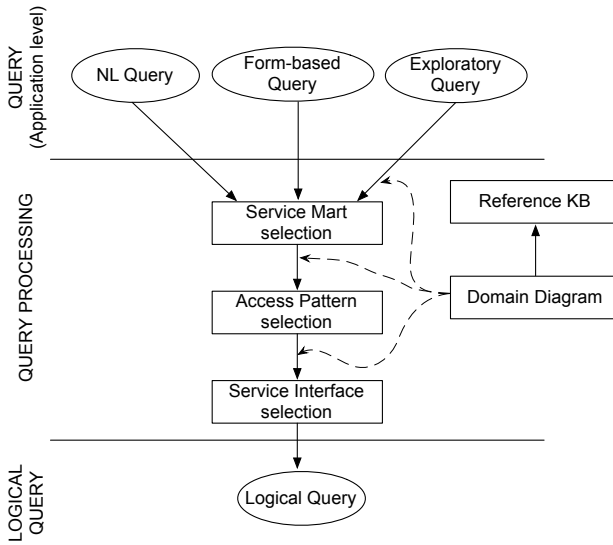 QUERY
(Application level)
NL Query
Form-based
Query
Exploratory
Query
QUERY PROCESSING
Service Mart
selection
Reference KB
Access Pattern
selection
Domain Diagram
Service Interface
selection
LOGICAL
QUERY
Logical Query